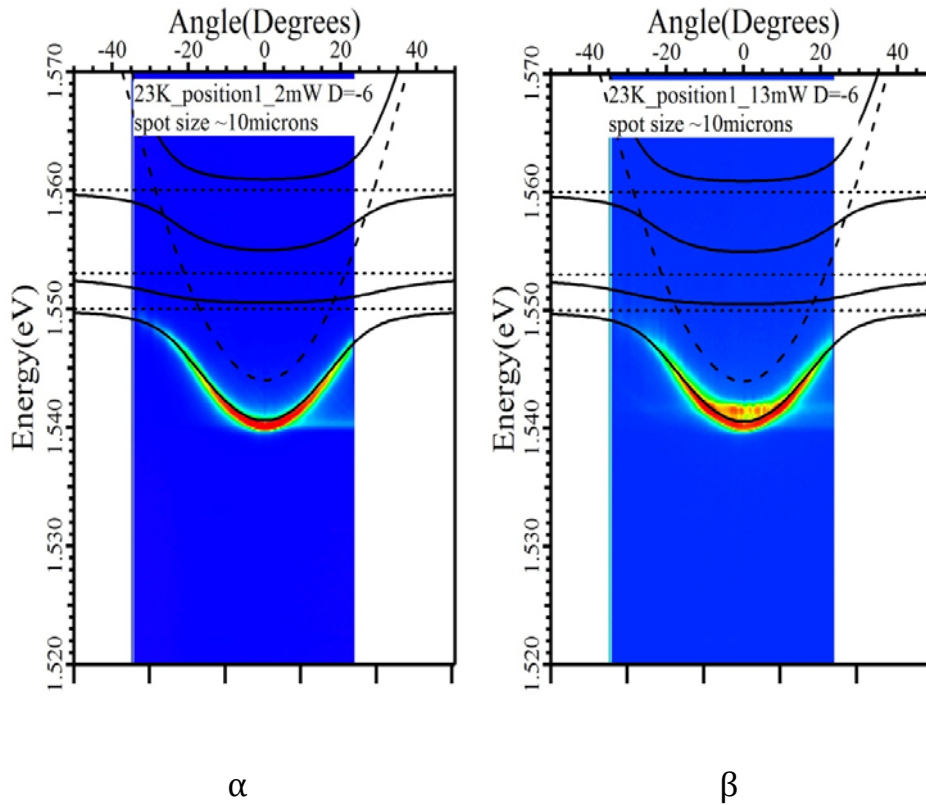 Angle(Degrees)
-40 -20 0 20 40
23K_position1_2mW D=-6
spot size ~10microns
Energy(eV)
1.570
1.560
1.550
1.540
1.530
1.520
α
Angle(Degrees)
-40 -20 0 20 40
23K_position1_13mW D=-6
spot size ~10microns
Energy(eV)
1.570
1.560
1.550
1.540
1.530
1.520
β